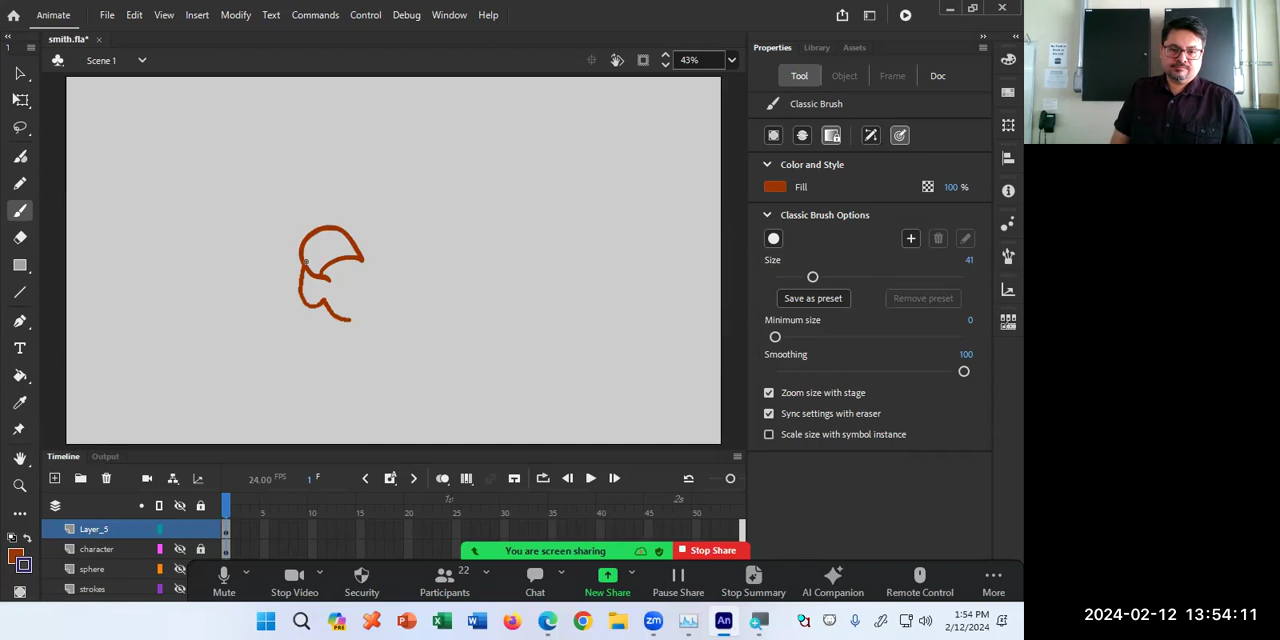 Animate File Edit View Insert Modify Text Commands Control Debug Window Help
smith.fla* ×
Scene 1 43%
Properties Library Assets
Tool Object Frame Doc
Classic Brush
Color and Style
Fill 100 %
Classic Brush Options
Size 41
Save as preset Remove preset
Minimum size 0
Smoothing 100
Zoom size with stage
Sync settings with eraser
Scale size with symbol instance
Timeline Output
24.00 FPS 1 F
1s 2s
5 10 15 20 25 30 35 40 45 50
Layer_5
character
sphere
strokes
You are screen sharing Stop Share
22
Mute Stop Video Security Participants Chat New Share Pause Share Stop Summary AI Companion Remote Control More
1:54 PM
2/12/2024
2024-02-12 13:54:11